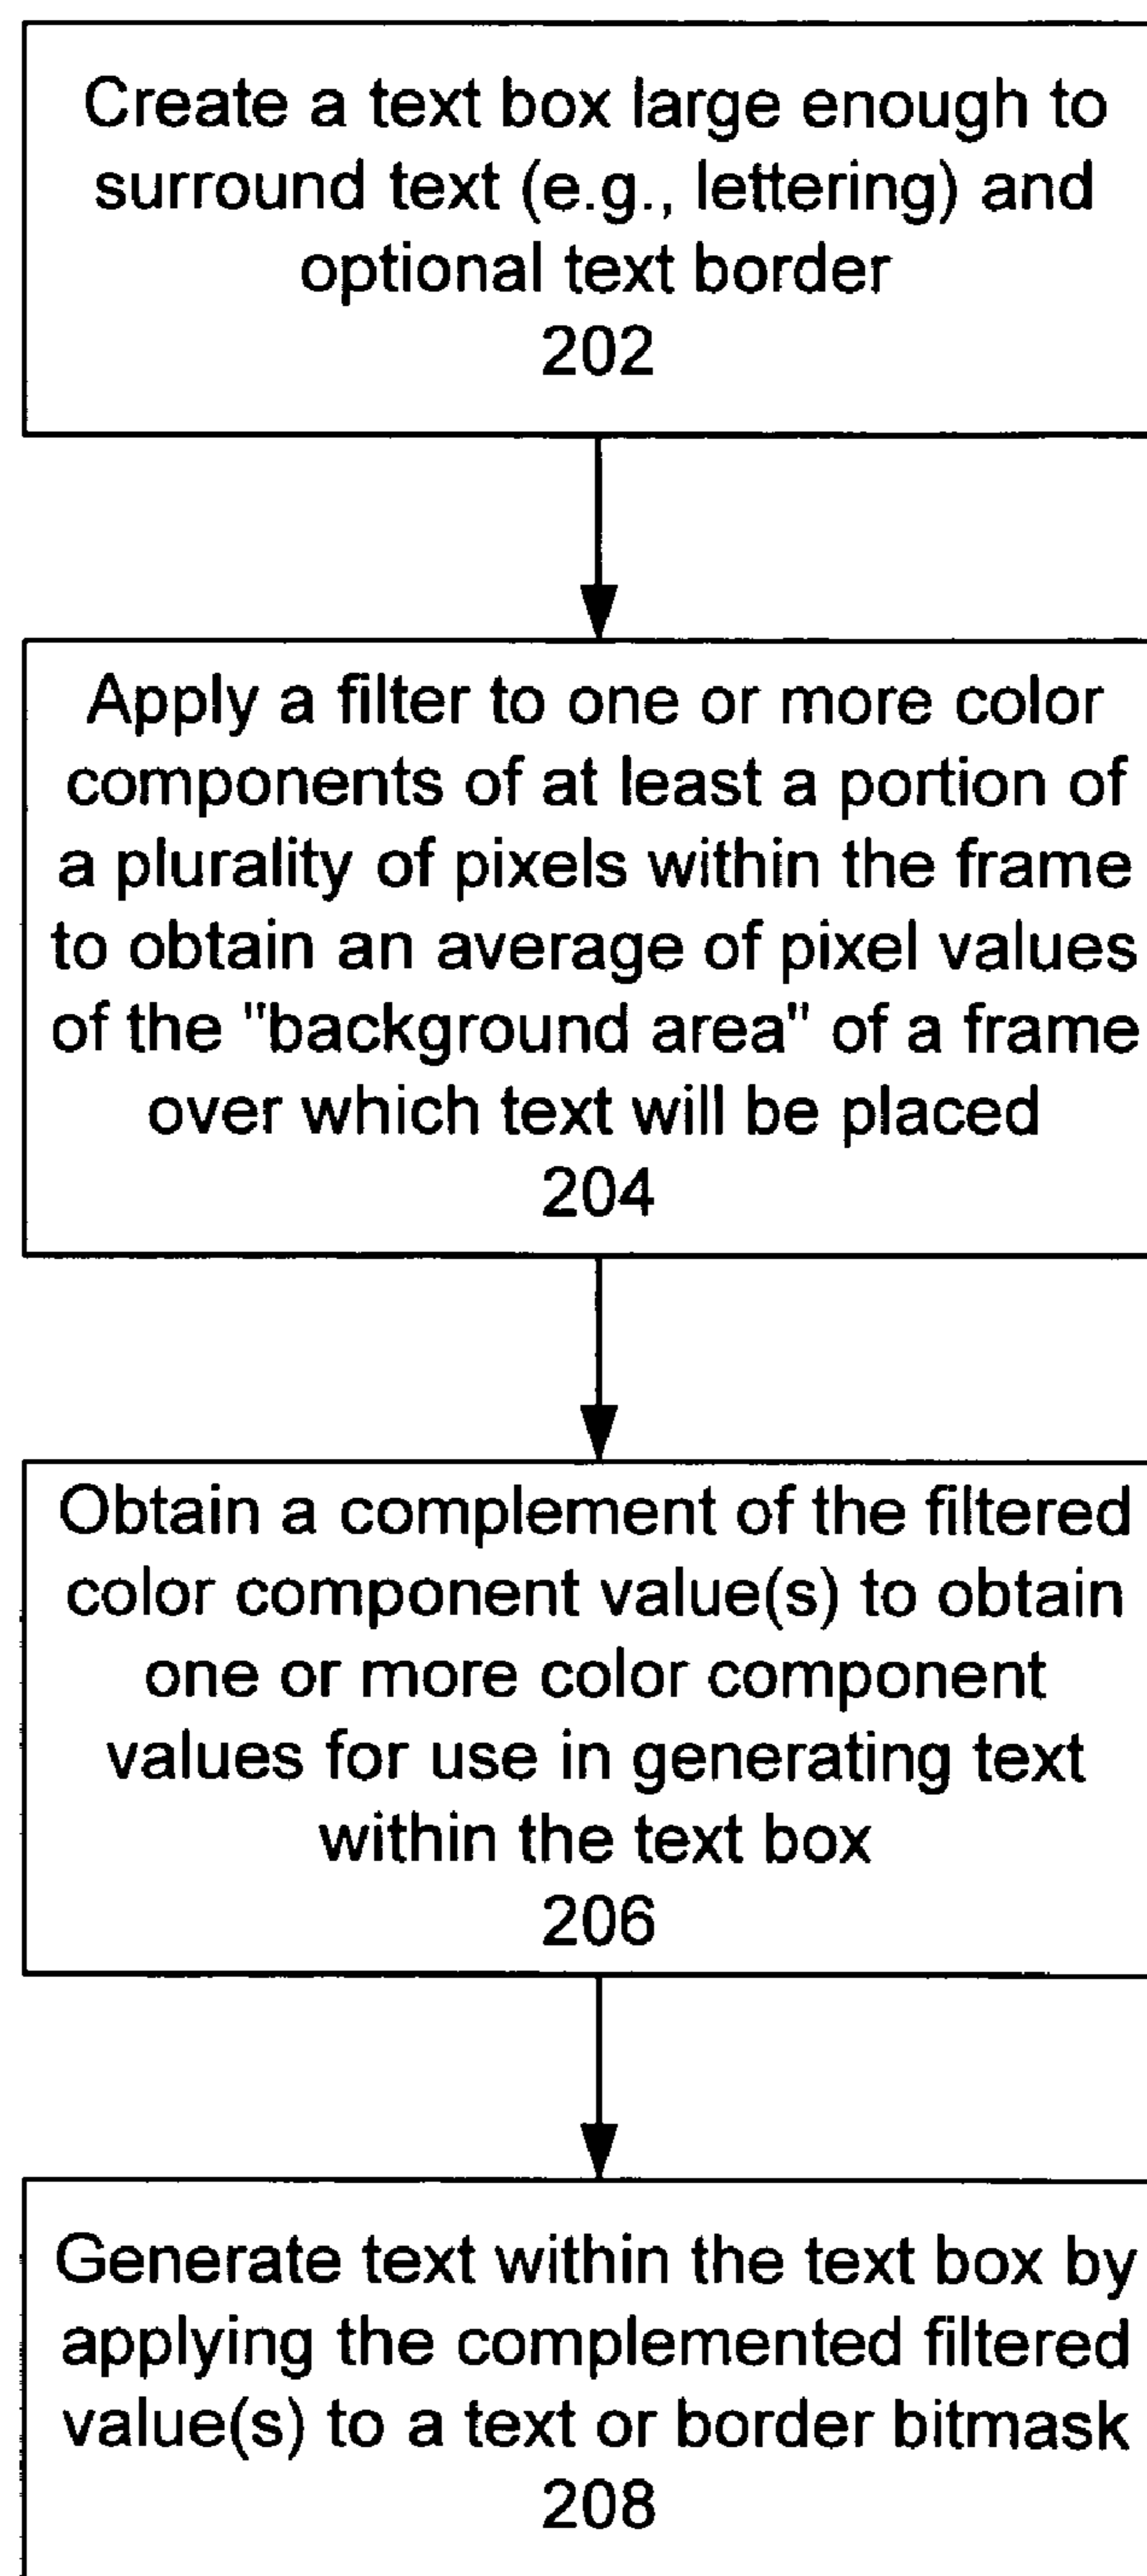 Create a text box large enough to
surround text (e.g., lettering) and
optional text border
202
Apply a filter to one or more color
components of at least a portion of
a plurality of pixels within the frame
to obtain an average of pixel values
of the "background area" of a frame
over which text will be placed
204
Obtain a complement of the filtered
color component value(s) to obtain
one or more color component
values for use in generating text
within the text box
206
Generate text within the text box by
applying the complemented filtered
value(s) to a text or border bitmask
208